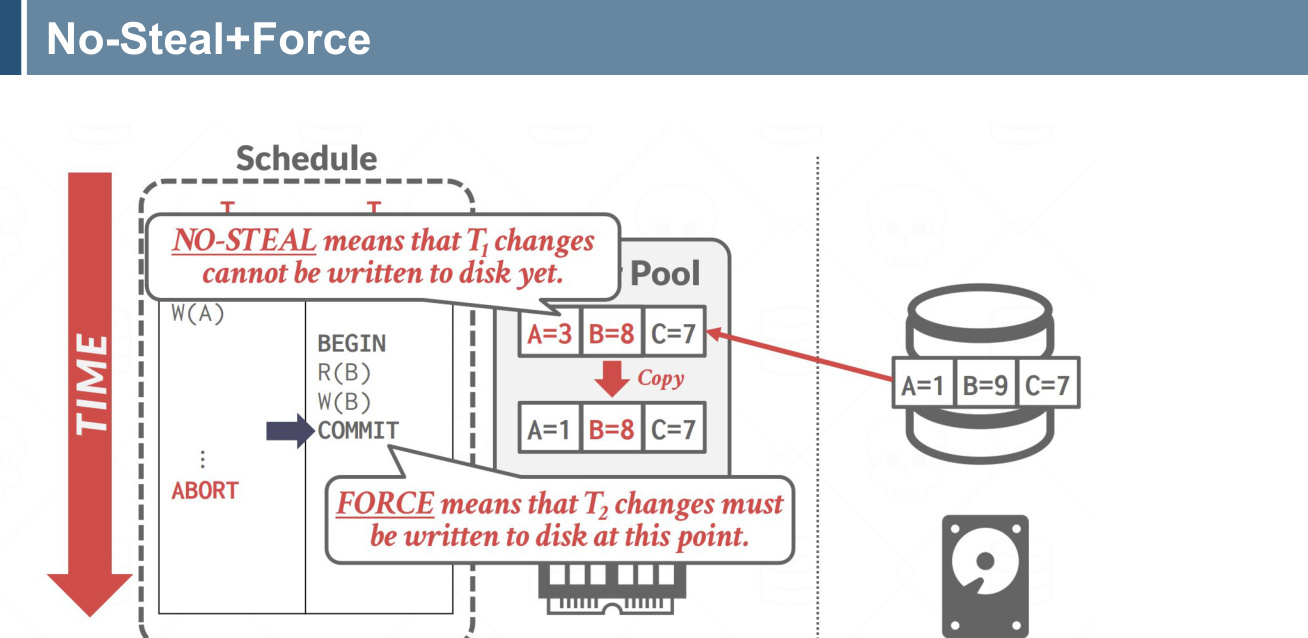 No-Steal+Force
Schedule
T T
NO-STEAL means that T1 changes
cannot be written to disk yet.
Pool
W(A)
BEGIN
R(B)
W(B)
COMMIT
⋮
ABORT
TIME
A=3 B=8 C=7
Copy
A=1 B=8 C=7
FORCE means that T2 changes must
be written to disk at this point.
A=1 B=9 C=7